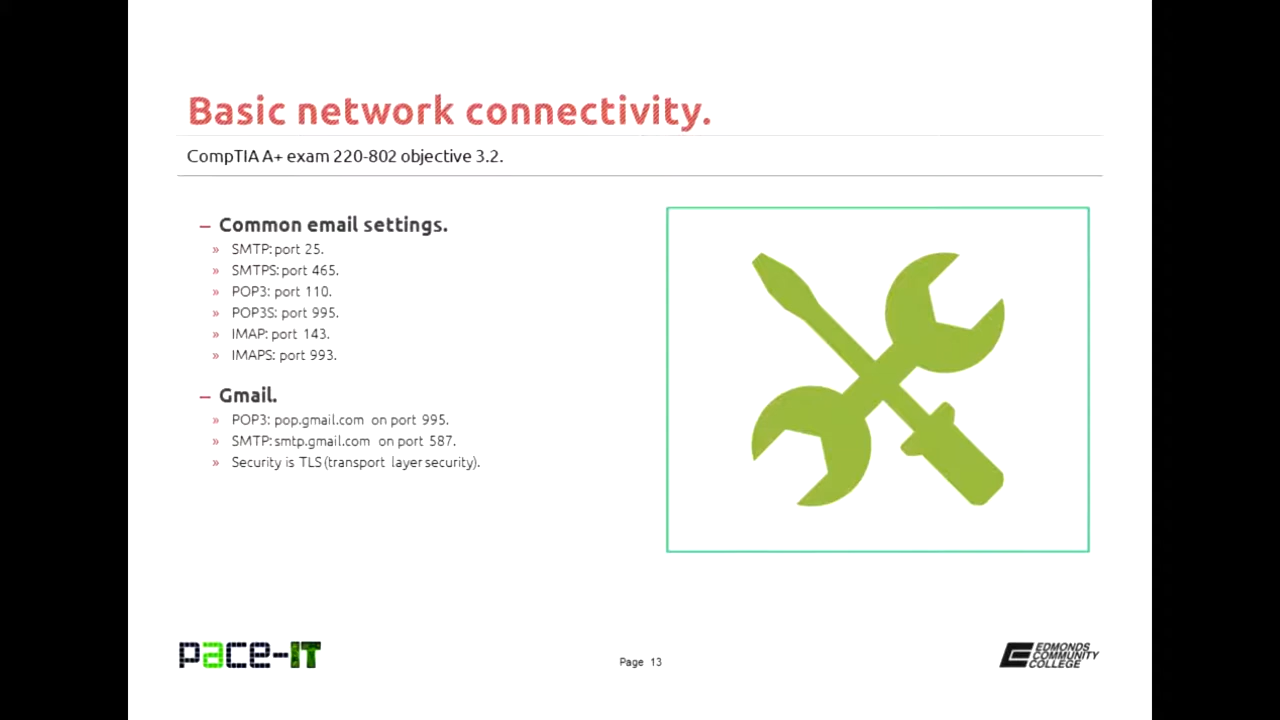 Basic network connectivity.
CompTIA A+ exam 220-802 objective 3.2.
– Common email settings.
» SMTP: port 25.
» SMTPS: port 465.
» POP3: port 110.
» POP3S: port 995.
» IMAP: port 143.
» IMAPS: port 993.
– Gmail.
» POP3: pop.gmail.com on port 995.
» SMTP: smtp.gmail.com on port 587.
» Security is TLS (transport layer security).
pace-IT
Page 13
EDMONDS
COMMUNITY
COLLEGE